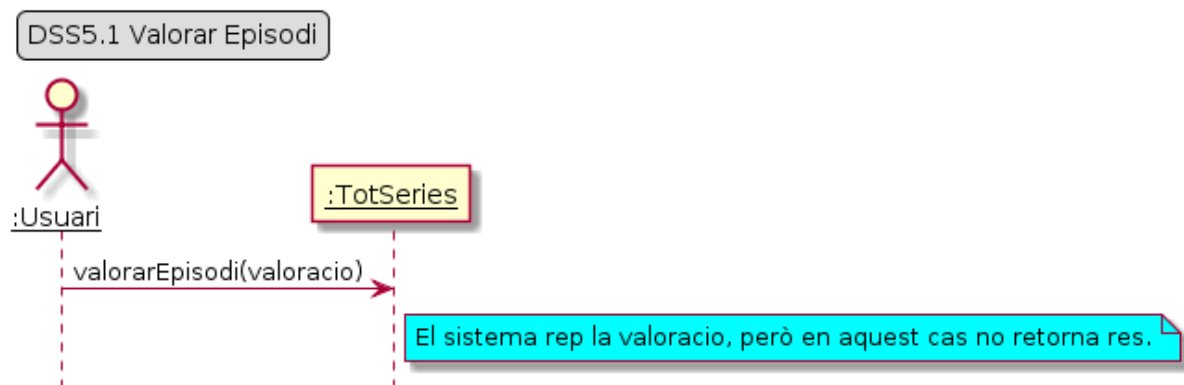 DSS5.1 Valorar Episodi
:Usuari
:TotSeries
valorarEpisodi(valoracio)
El sistema rep la valoracio, però en aquest cas no retorna res.